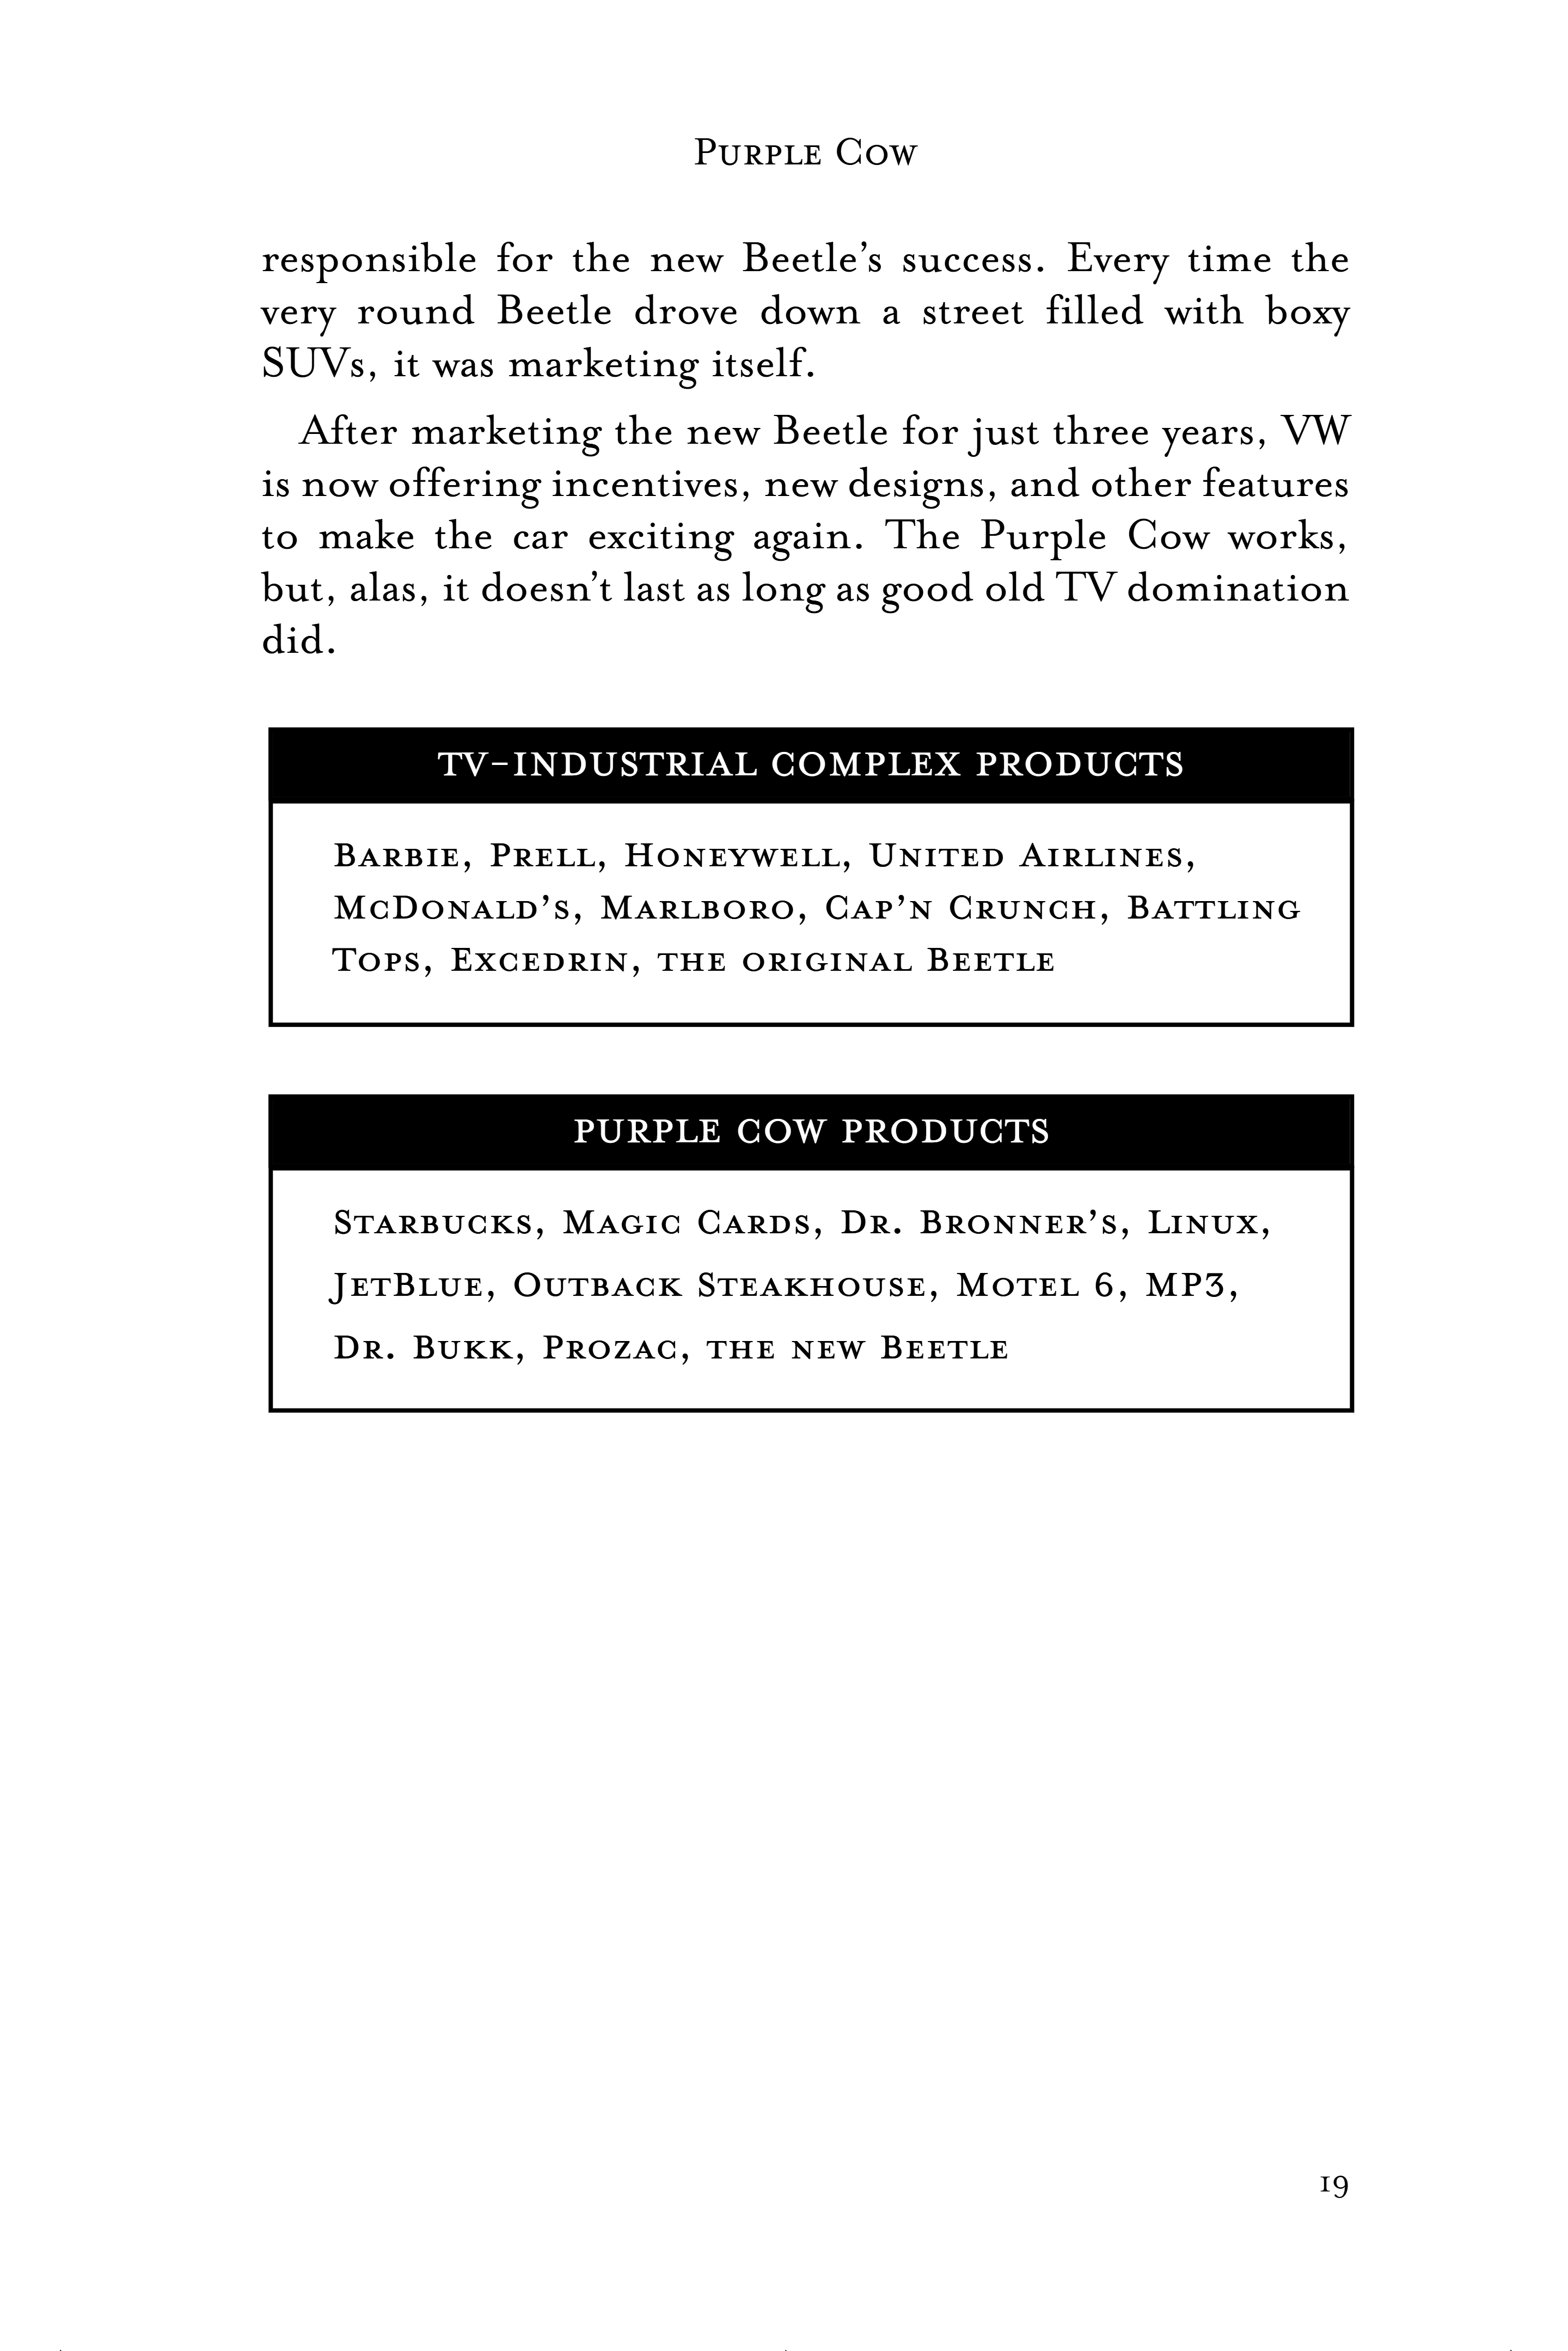 Purple Cow
responsible for the new Beetle’s success. Every time the
very round Beetle drove down a street filled with boxy
SUVs, it was marketing itself.
After marketing the new Beetle for just three years, VW
is now offering incentives, new designs, and other features
to make the car exciting again. The Purple Cow works,
but, alas, it doesn’t last as long as good old TV domination
did.
TV-INDUSTRIAL COMPLEX PRODUCTS
Barbie, Prell, Honeywell, United Airlines,
McDonald’s, Marlboro, Cap’n Crunch, Battling
Tops, Excedrin, the original Beetle
PURPLE COW PRODUCTS
Starbucks, Magic Cards, Dr. Bronner’s, Linux,
JetBlue, Outback Steakhouse, Motel 6, MP3,
Dr. Bukk, Prozac, the new Beetle
19